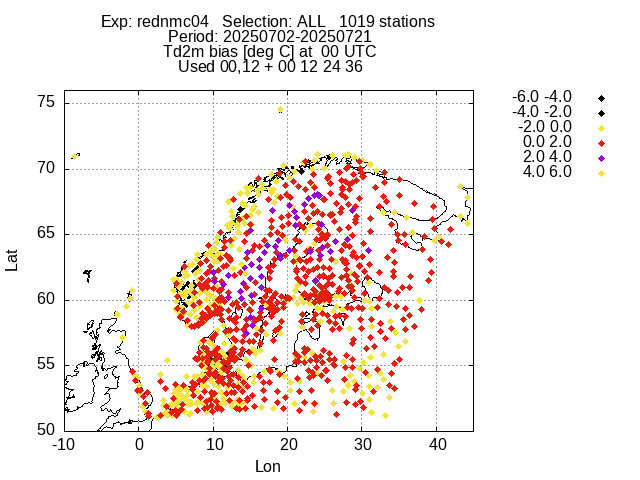 Exp: rednmc04   Selection: ALL   1019 stations
Period: 20250702-20250721
Td2m bias [deg C] at  00 UTC
Used 00,12 + 00 12 24 36
-6.0 -4.0
-4.0 -2.0
-2.0 0.0
0.0 2.0
2.0 4.0
4.0 6.0
75
70
65
60
55
50
Lat
-10 0 10 20 30 40
Lon